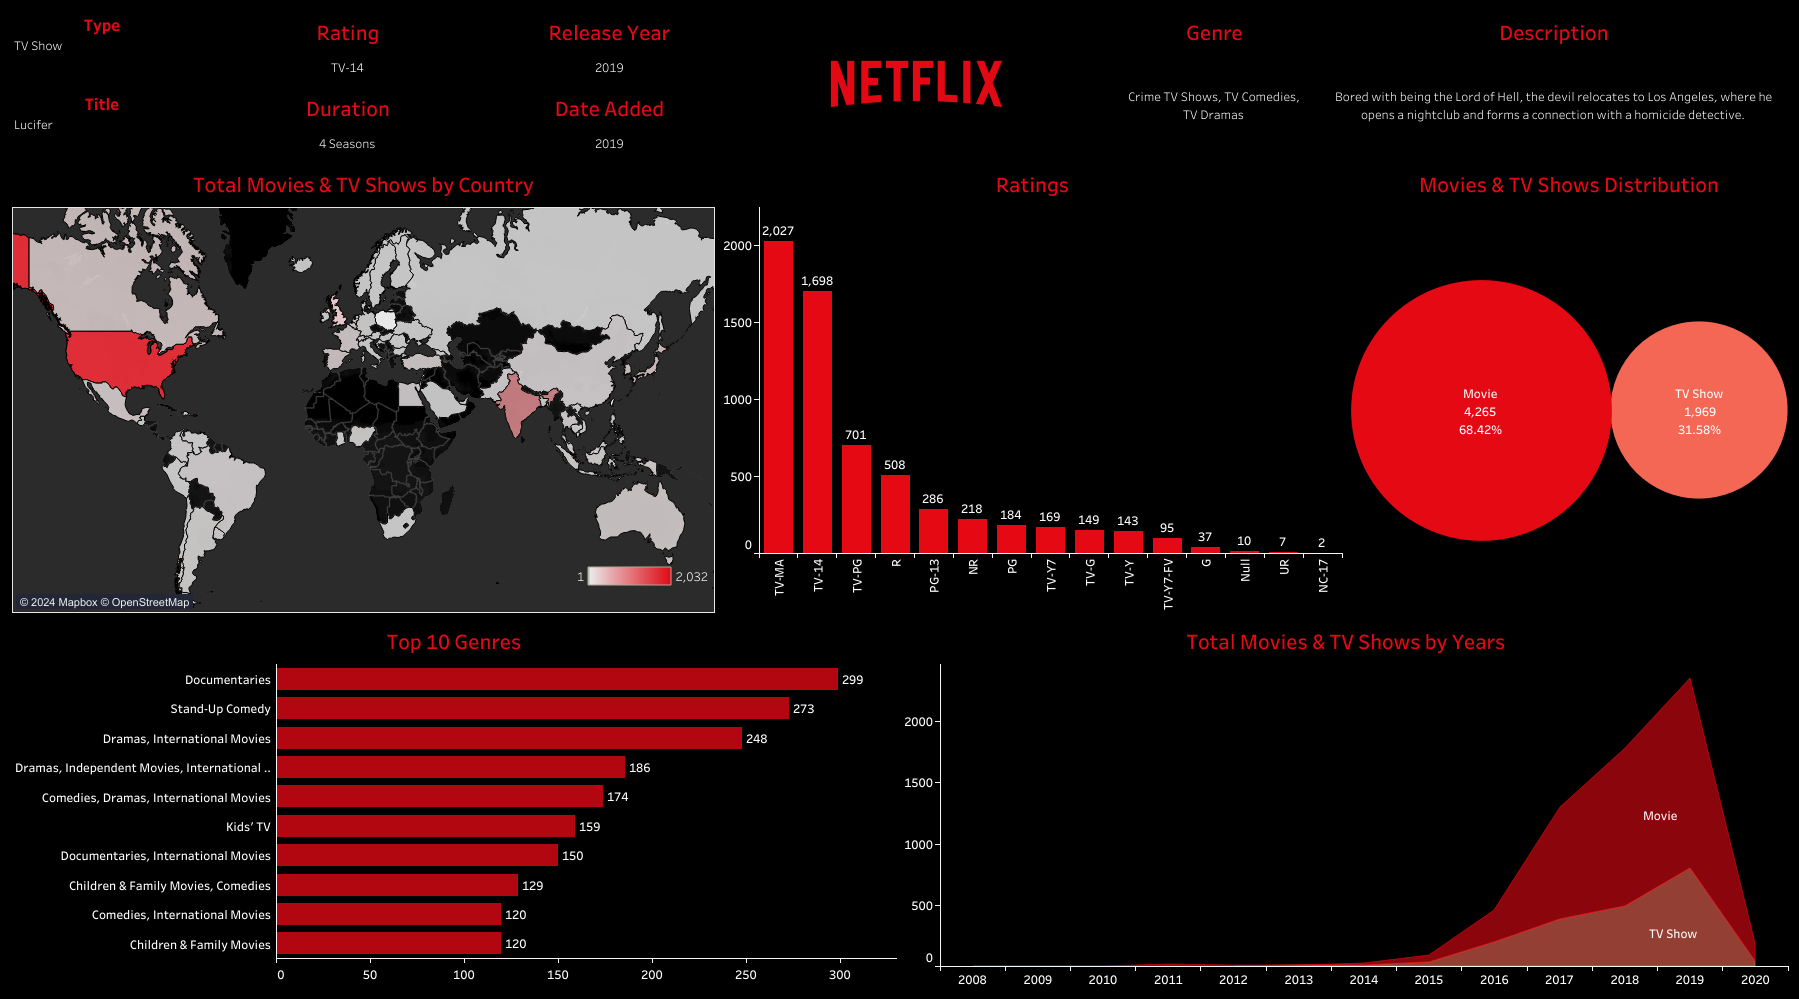 Type
TV Show
Title
Lucifer
Rating
TV-14
Duration
4 Seasons
Release Year
2019
Date Added
2019
NETFLIX
Genre
Crime TV Shows, TV Comedies,
TV Dramas
Description
Bored with being the Lord of Hell, the devil relocates to Los Angeles, where he
opens a nightclub and forms a connection with a homicide detective.
Total Movies & TV Shows by Country
1
2,032
© 2024 Mapbox © OpenStreetMap
Ratings
2000
1500
1000
500
0
2,027
1,698
701
508
286
218
184
169
149
143
95
37
10
7
2
TV-MA
TV-14
TV-PG
R
PG-13
NR
PG
TV-Y7
TV-G
TV-Y
TV-Y7-FV
G
Null
UR
NC-17
Movies & TV Shows Distribution
Movie
4,265
68.42%
TV Show
1,969
31.58%
Top 10 Genres
Documentaries 299
Stand-Up Comedy 273
Dramas, International Movies 248
Dramas, Independent Movies, International .. 186
Comedies, Dramas, International Movies 174
Kids' TV 159
Documentaries, International Movies 150
Children & Family Movies, Comedies 129
Comedies, International Movies 120
Children & Family Movies 120
0 50 100 150 200 250 300
Total Movies & TV Shows by Years
2000
1500
1000
500
0
Movie
TV Show
2008 2009 2010 2011 2012 2013 2014 2015 2016 2017 2018 2019 2020